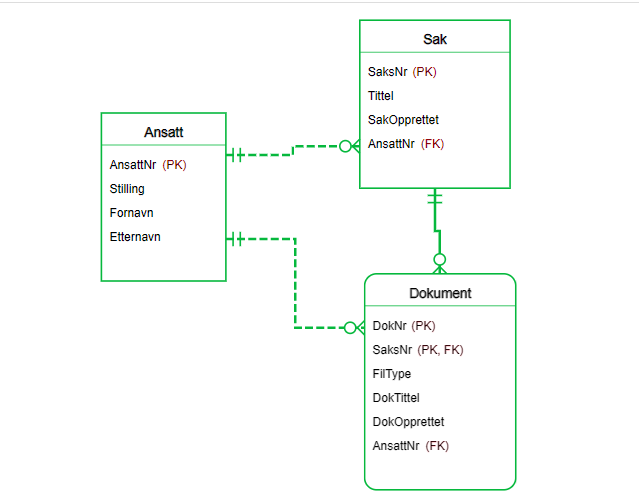 Sak
SaksNr (PK)
Tittel
SakOpprettet
AnsattNr (FK)
Ansatt
AnsattNr (PK)
Stilling
Fornavn
Etternavn
Dokument
DokNr (PK)
SaksNr (PK, FK)
FilType
DokTittel
DokOpprettet
AnsattNr (FK)